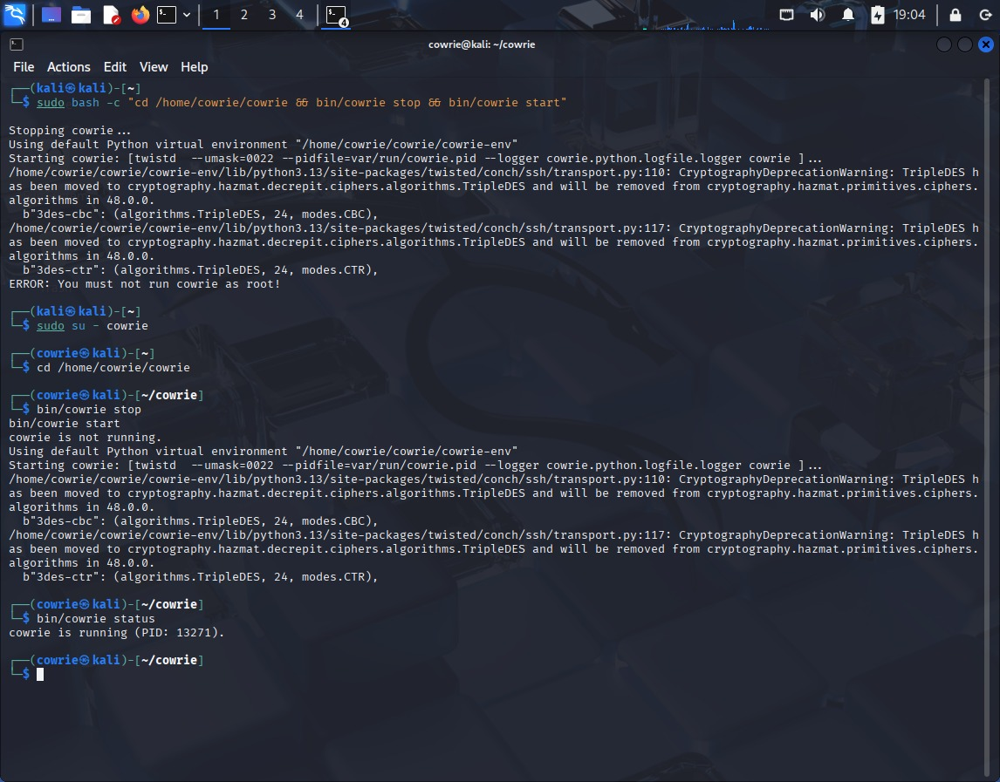 1 2 3 4 4 19:04
cowrie@kali: ~/cowrie
File Actions Edit View Help
┌──(kali㉿kali)-[~]
└─$ sudo bash -c "cd /home/cowrie/cowrie && bin/cowrie stop && bin/cowrie start"
Stopping cowrie...
Using default Python virtual environment "/home/cowrie/cowrie/cowrie-env"
Starting cowrie: [twistd  --umask=0022 --pidfile=var/run/cowrie.pid --logger cowrie.python.logfile.logger cowrie ]...
/home/cowrie/cowrie/cowrie-env/lib/python3.13/site-packages/twisted/conch/ssh/transport.py:110: CryptographyDeprecationWarning: TripleDES h
as been moved to cryptography.hazmat.decrepit.ciphers.algorithms.TripleDES and will be removed from cryptography.hazmat.primitives.ciphers.
algorithms in 48.0.0.
  b"3des-cbc": (algorithms.TripleDES, 24, modes.CBC),
/home/cowrie/cowrie/cowrie-env/lib/python3.13/site-packages/twisted/conch/ssh/transport.py:117: CryptographyDeprecationWarning: TripleDES h
as been moved to cryptography.hazmat.decrepit.ciphers.algorithms.TripleDES and will be removed from cryptography.hazmat.primitives.ciphers.
algorithms in 48.0.0.
  b"3des-ctr": (algorithms.TripleDES, 24, modes.CTR),
ERROR: You must not run cowrie as root!
┌──(kali㉿kali)-[~]
└─$ sudo su - cowrie
┌──(cowrie㉿kali)-[~]
└─$ cd /home/cowrie/cowrie
┌──(cowrie㉿kali)-[~/cowrie]
└─$ bin/cowrie stop
bin/cowrie start
cowrie is not running.
Using default Python virtual environment "/home/cowrie/cowrie/cowrie-env"
Starting cowrie: [twistd  --umask=0022 --pidfile=var/run/cowrie.pid --logger cowrie.python.logfile.logger cowrie ]...
/home/cowrie/cowrie/cowrie-env/lib/python3.13/site-packages/twisted/conch/ssh/transport.py:110: CryptographyDeprecationWarning: TripleDES h
as been moved to cryptography.hazmat.decrepit.ciphers.algorithms.TripleDES and will be removed from cryptography.hazmat.primitives.ciphers.
algorithms in 48.0.0.
  b"3des-cbc": (algorithms.TripleDES, 24, modes.CBC),
/home/cowrie/cowrie/cowrie-env/lib/python3.13/site-packages/twisted/conch/ssh/transport.py:117: CryptographyDeprecationWarning: TripleDES h
as been moved to cryptography.hazmat.decrepit.ciphers.algorithms.TripleDES and will be removed from cryptography.hazmat.primitives.ciphers.
algorithms in 48.0.0.
  b"3des-ctr": (algorithms.TripleDES, 24, modes.CTR),
┌──(cowrie㉿kali)-[~/cowrie]
└─$ bin/cowrie status
cowrie is running (PID: 13271).
┌──(cowrie㉿kali)-[~/cowrie]
└─$